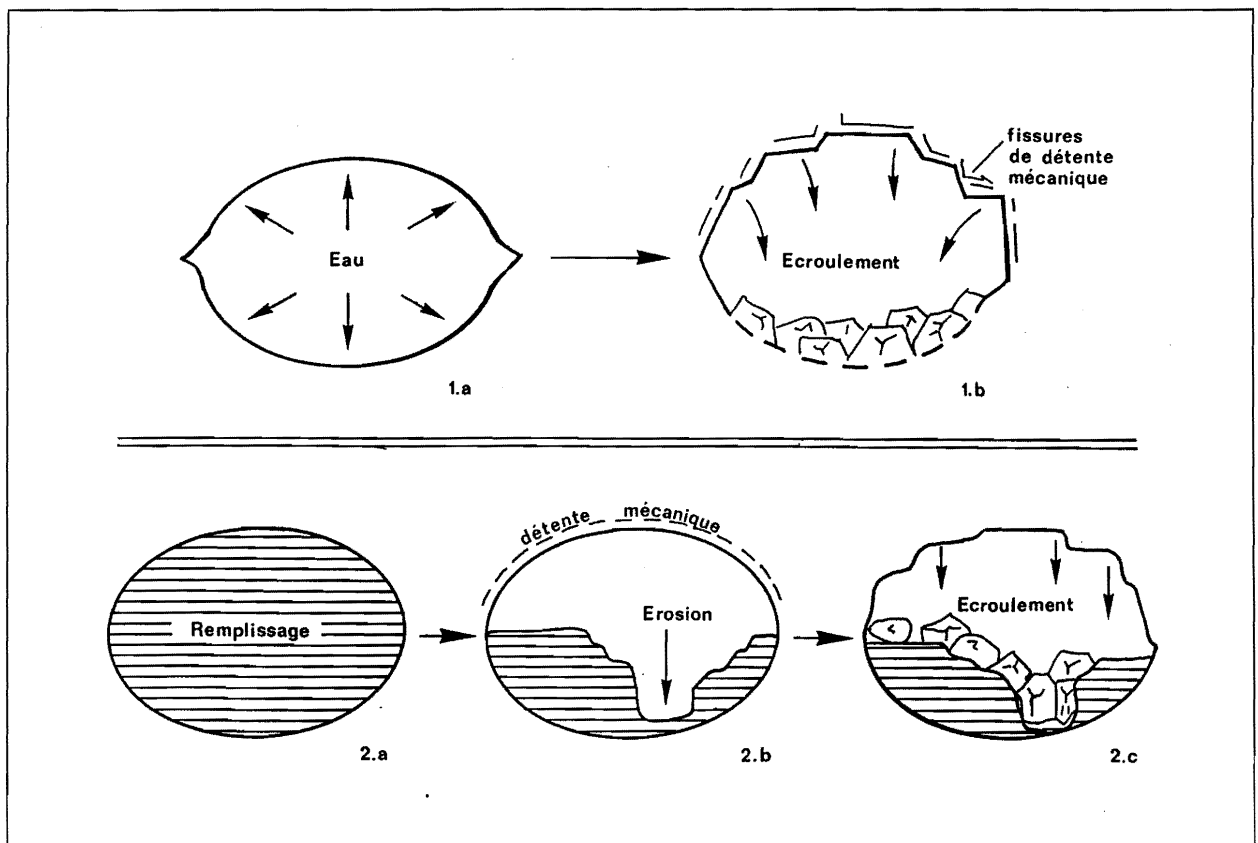 fissures
de détente
mécanique
Eau
Ecroulement
1.a
1.b
détente mécanique
Remplissage
Erosion
Ecroulement
2.a
2.b
2.c